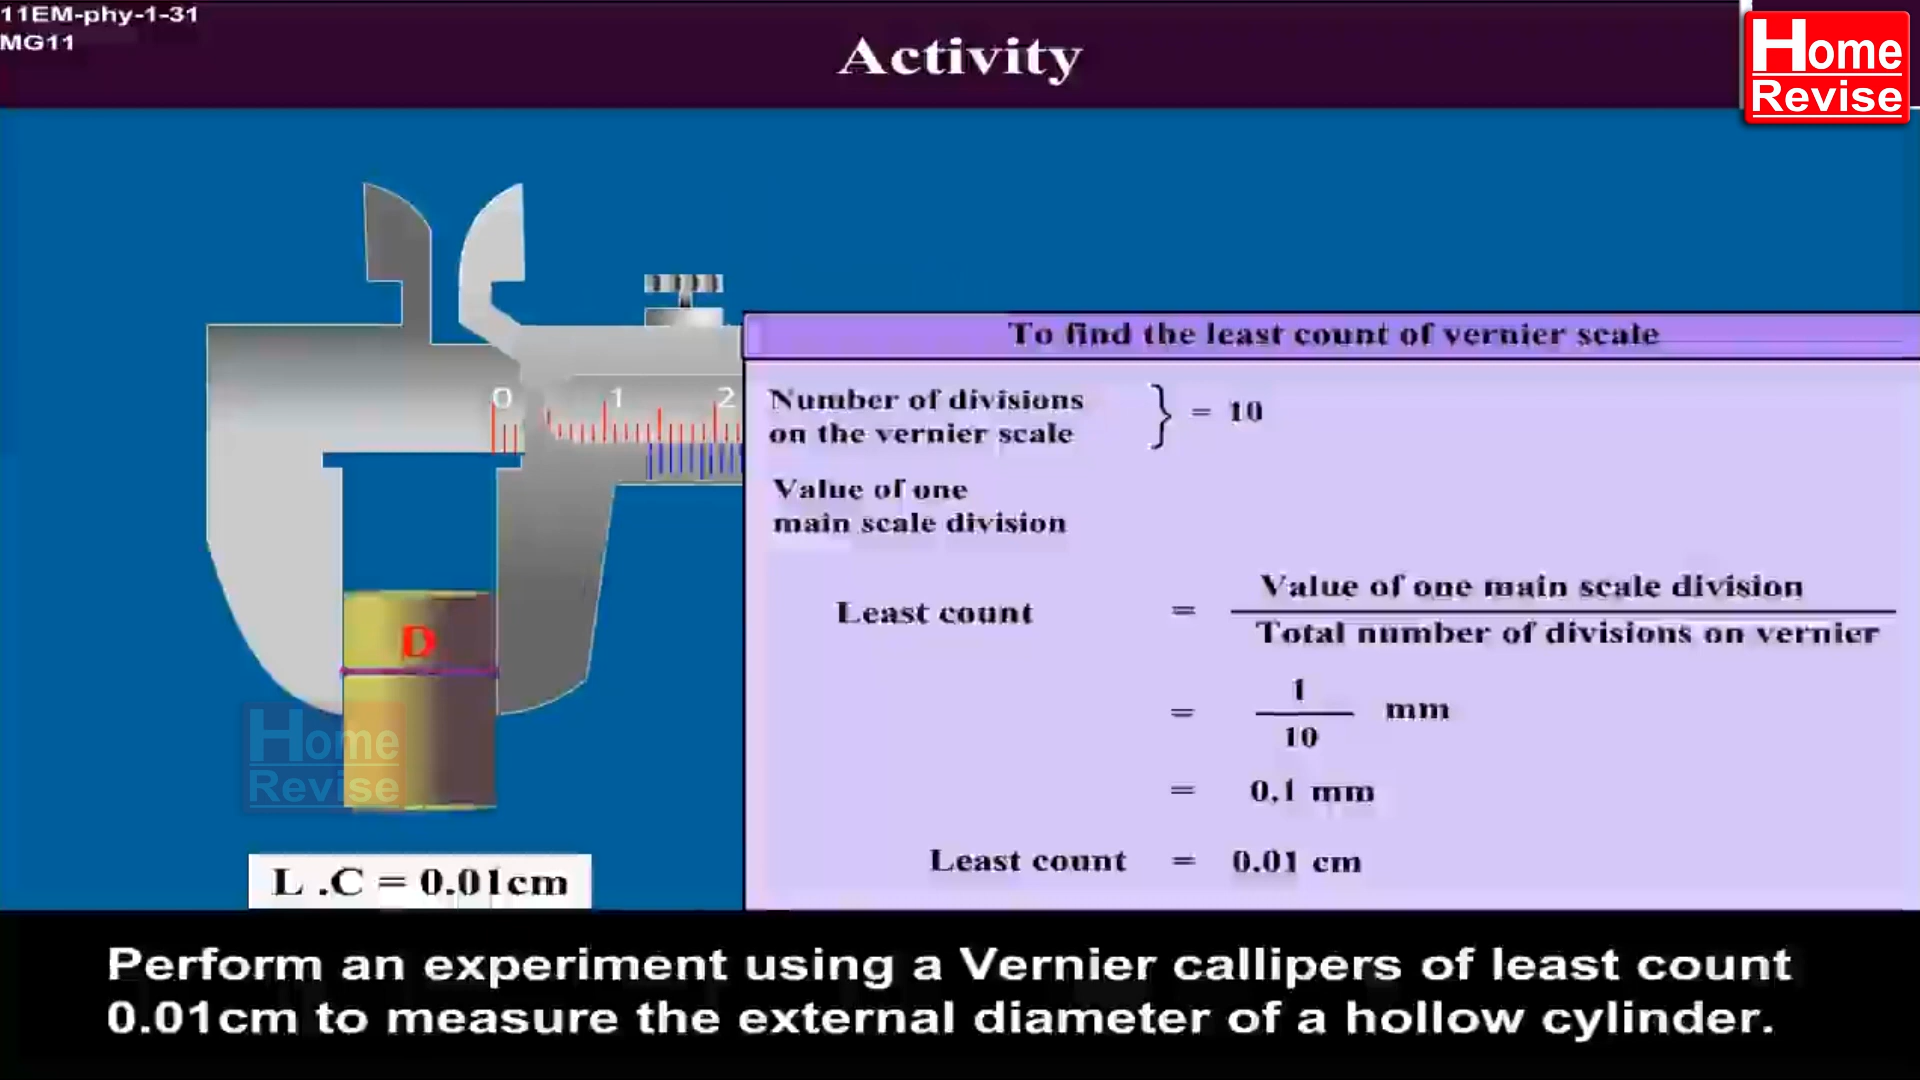 11EM-phy-1-31
MG11
Activity
Home
Revise
To find the least count of vernier scale
Number of divisions
on the vernier scale
} = 10
Value of one
main scale division
Least count = Value of one main scale division
Total number of divisions on vernier
= 1
10 mm
= 0.1 mm
Least count = 0.01 cm
0 1 2
D
Home
Revise
L .C = 0.01cm
Perform an experiment using a Vernier callipers of least count
0.01cm to measure the external diameter of a hollow cylinder.